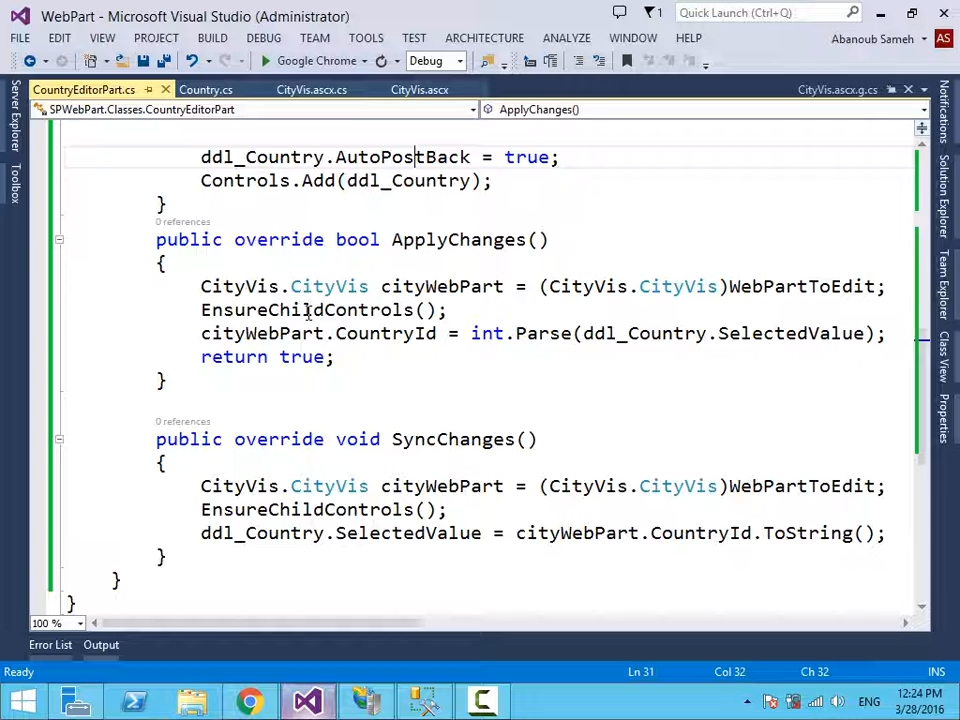 WebPart - Microsoft Visual Studio (Administrator)
1
Quick Launch (Ctrl+Q)
FILE EDIT VIEW PROJECT BUILD DEBUG TEAM TOOLS TEST ARCHITECTURE ANALYZE WINDOW HELP
Abanoub Sameh AS
Google Chrome Debug
CountryEditorPart.cs Country.cs CityVis.ascx.cs CityVis.ascx CityVis.ascx.g.cs
SPWebPart.Classes.CountryEditorPart ApplyChanges()
Server Explorer
Toolbox
ddl_Country.AutoPostBack = true;
Controls.Add(ddl_Country);
}
0 references
public override bool ApplyChanges()
{
CityVis.CityVis cityWebPart = (CityVis.CityVis)WebPartToEdit;
EnsureChildControls();
cityWebPart.CountryId = int.Parse(ddl_Country.SelectedValue);
return true;
}
0 references
public override void SyncChanges()
{
CityVis.CityVis cityWebPart = (CityVis.CityVis)WebPartToEdit;
EnsureChildControls();
ddl_Country.SelectedValue = cityWebPart.CountryId.ToString();
}
}
}
Notifications
Solution Explorer
Team Explorer
Class View
Properties
100 %
Error List Output
Ready Ln 31 Col 32 Ch 32 INS
ENG
12:24 PM
3/28/2016